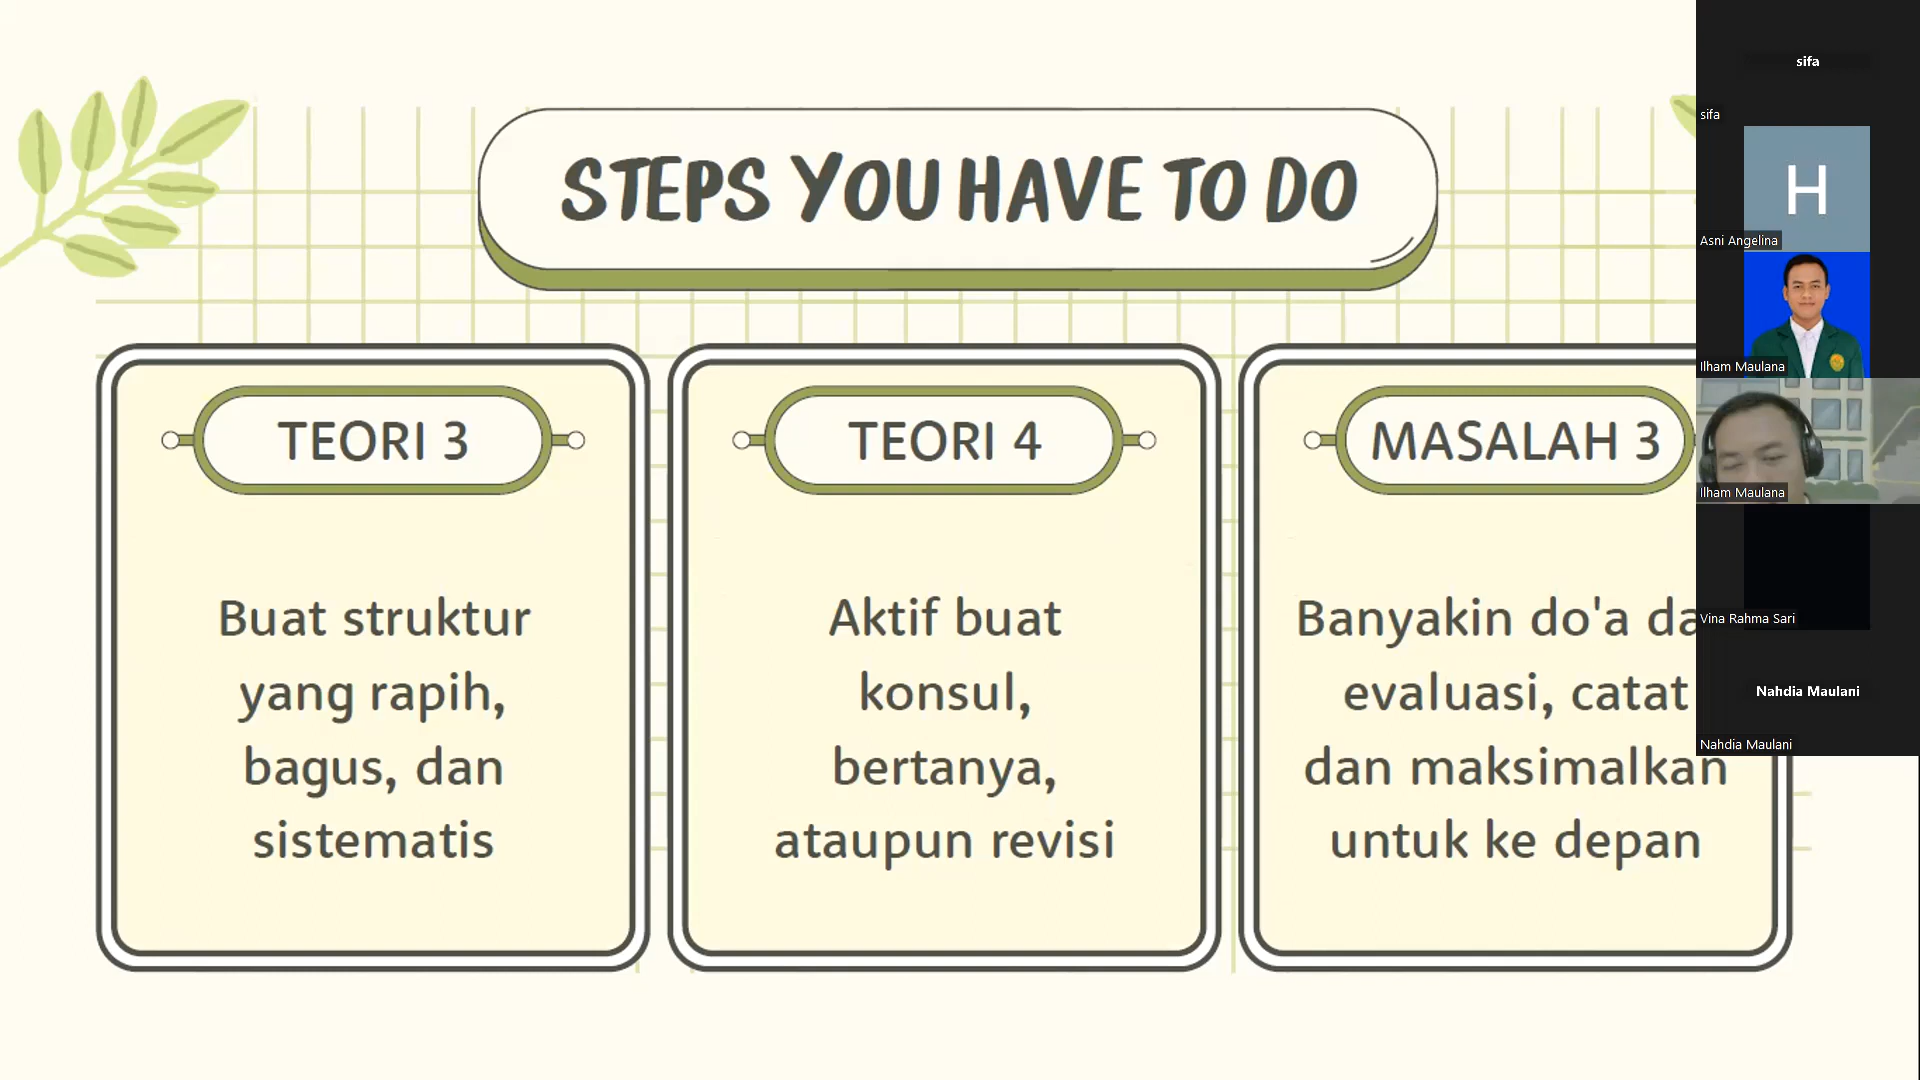 STEPS YOU HAVE TO DO
TEORI 3
Buat struktur
yang rapih,
bagus, dan
sistematis
TEORI 4
Aktif buat
konsul,
bertanya,
ataupun revisi
MASALAH 3
Banyakin do'a
evaluasi, catat
dan maksimalkan
untuk ke depan
sifa
sifa
H
Asni Angelina
Ilham Maulana
Ilham Maulana
Vina Rahma Sari
Nahdia Maulani
Nahdia Maulani